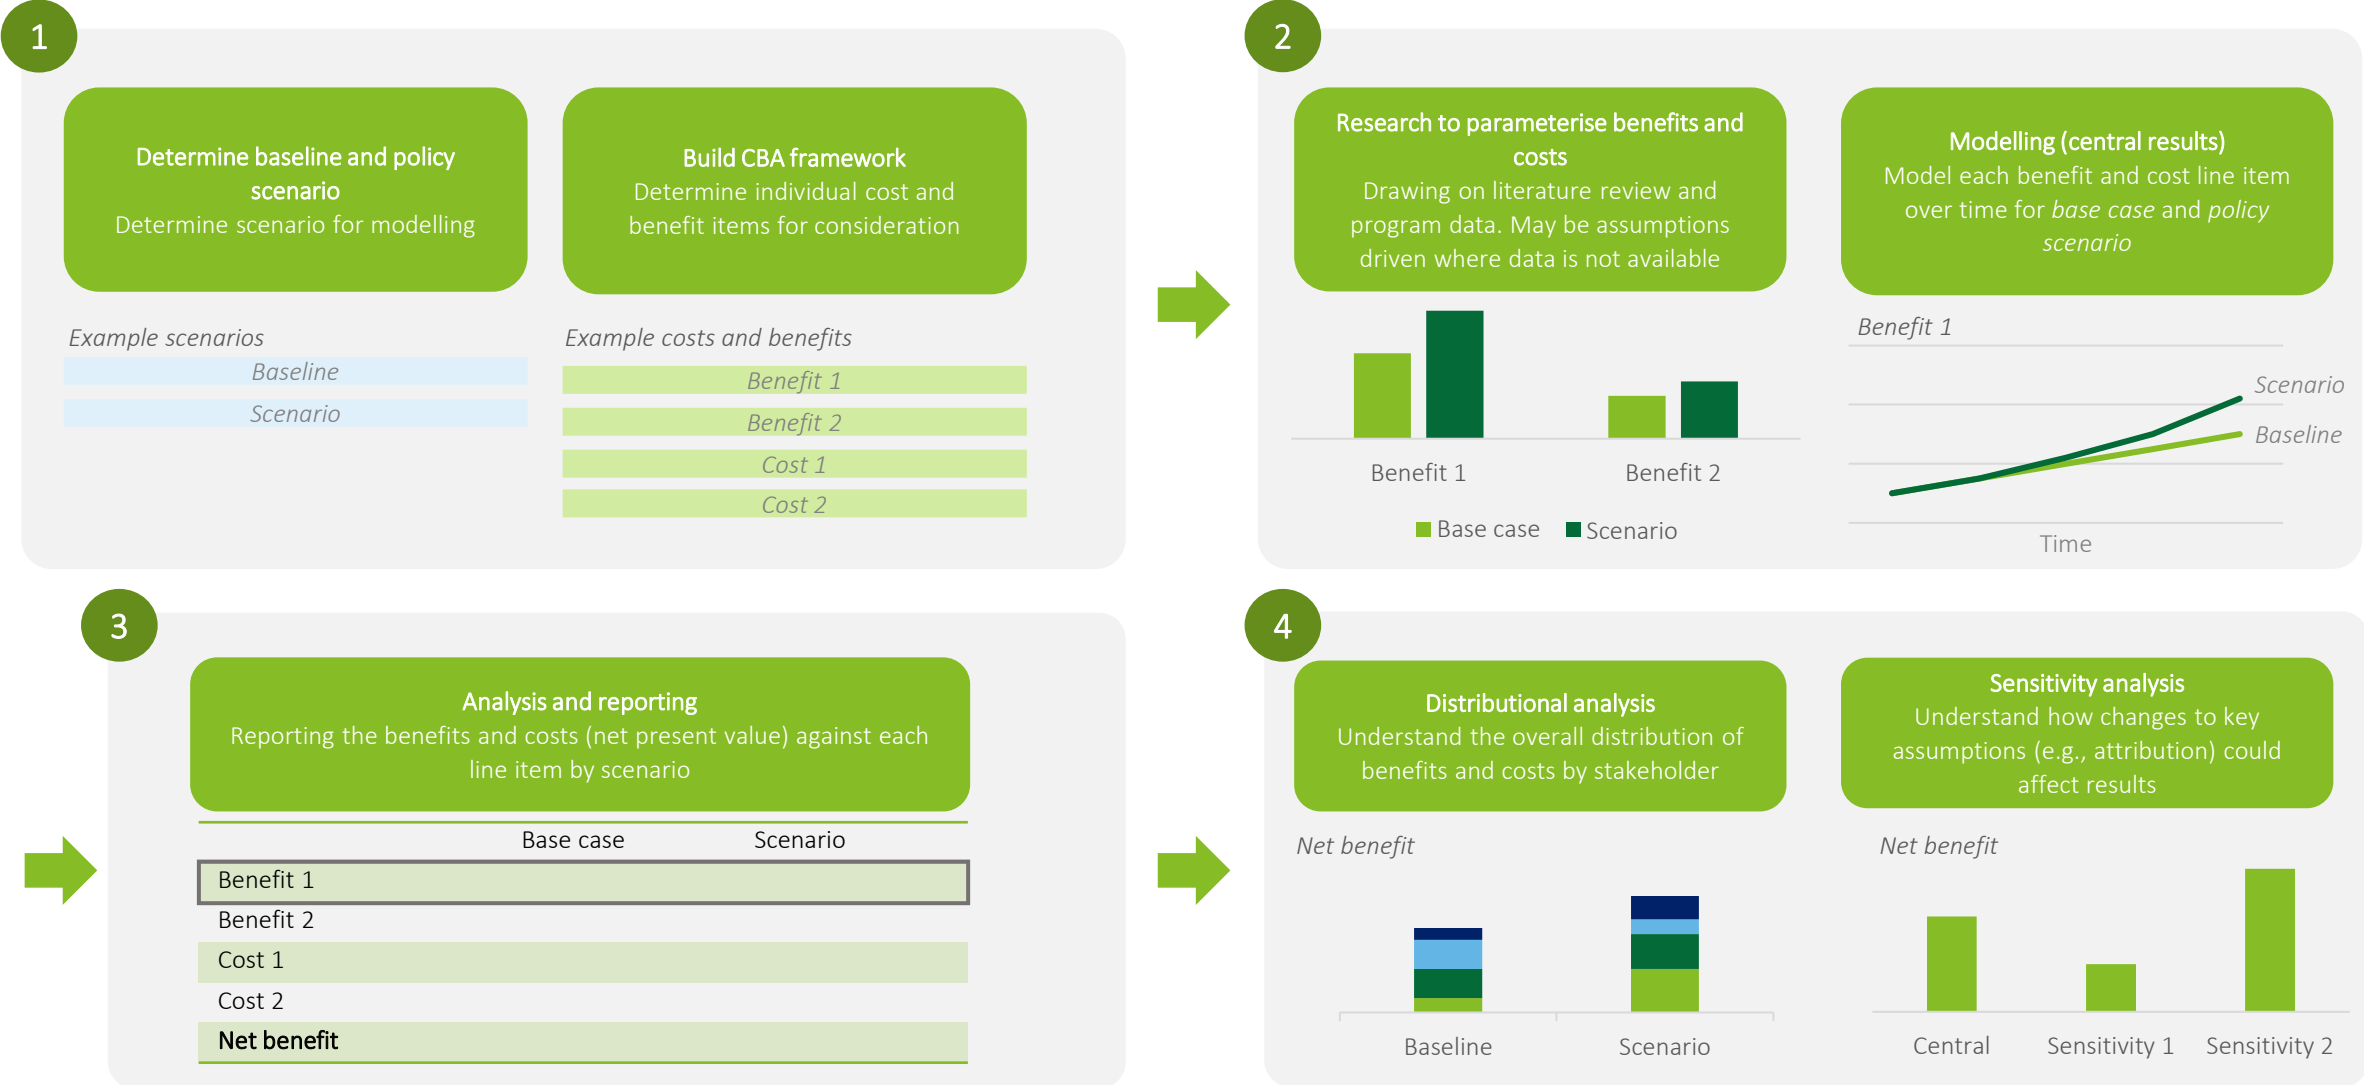 1
Determine baseline and policy
scenario
Determine scenario for modelling
Build CBA framework
Determine individual cost and
benefit items for consideration
Example scenarios
Baseline
Scenario
Example costs and benefits
Benefit 1
Benefit 2
Cost 1
Cost 2
2
Research to parameterise benefits and
costs
Drawing on literature review and
program data. May be assumptions
driven where data is not available
Benefit 1
Benefit 2
Base case
Scenario
Modelling (central results)
Model each benefit and cost line item
over time for base case and policy
scenario
Benefit 1
Scenario
Baseline
Time
3
Analysis and reporting
Reporting the benefits and costs (net present value) against each
line item by scenario
Base case Scenario
Benefit 1
Benefit 2
Cost 1
Cost 2
Net benefit
4
Distributional analysis
Understand the overall distribution of
benefits and costs by stakeholder
Net benefit
Baseline
Scenario
Sensitivity analysis
Understand how changes to key
assumptions (e.g., attribution) could
affect results
Net benefit
Central
Sensitivity 1
Sensitivity 2